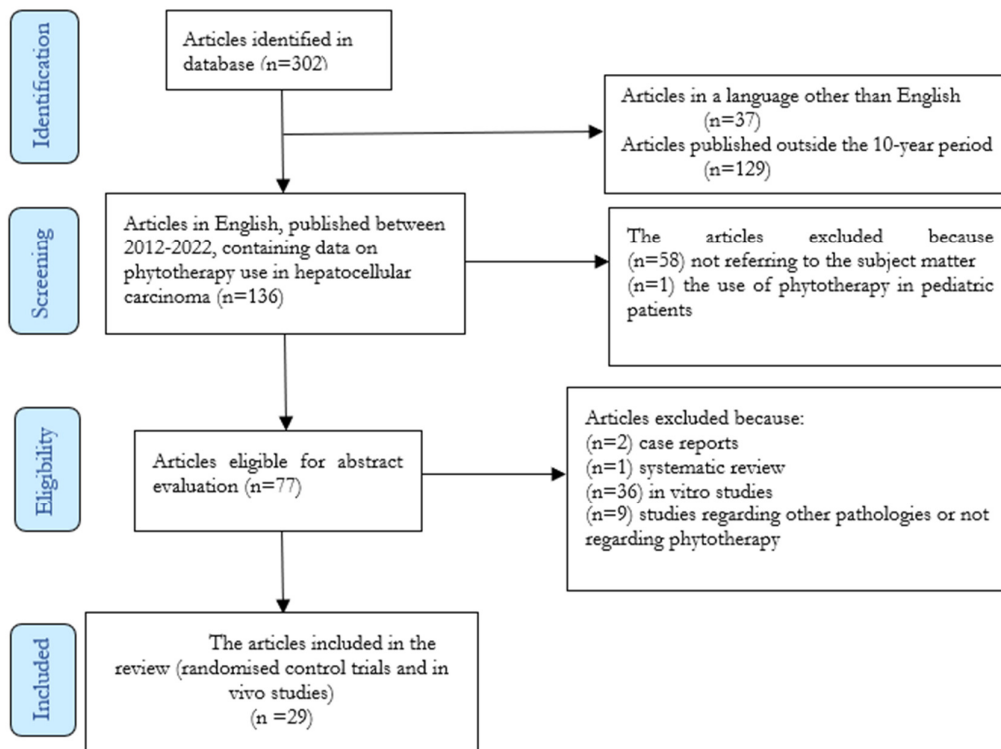 Identification
Articles identified in
database (n=302)
Articles in a language other than English
(n=37)
Articles published outside the 10-year period
(n=129)
Screening
Articles in English, published between
2012-2022, containing data on
phytotherapy use in hepatocellular
carcinoma (n=136)
The articles excluded because
(n=58) not referring to the subject matter
(n=1) the use of phytotherapy in pediatric
patients
Eligibility
Articles eligible for abstract
evaluation (n=77)
Articles excluded because:
(n=2) case reports
(n=1) systematic review
(n=36) in vitro studies
(n=9) studies regarding other pathologies or not
regarding phytotherapy
Included
The articles included in the
review (randomised control trials and in
vivo studies)
(n =29)